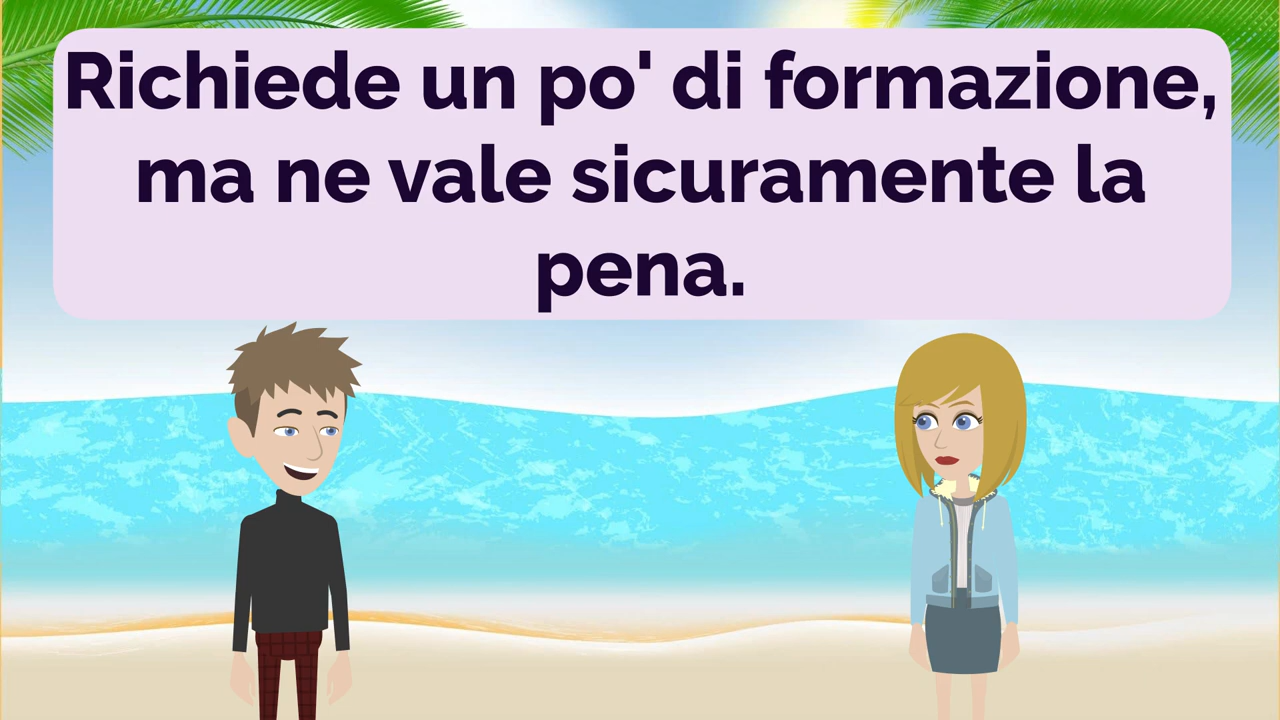 Richiede un po' di formazione,
ma ne vale sicuramente la
pena.